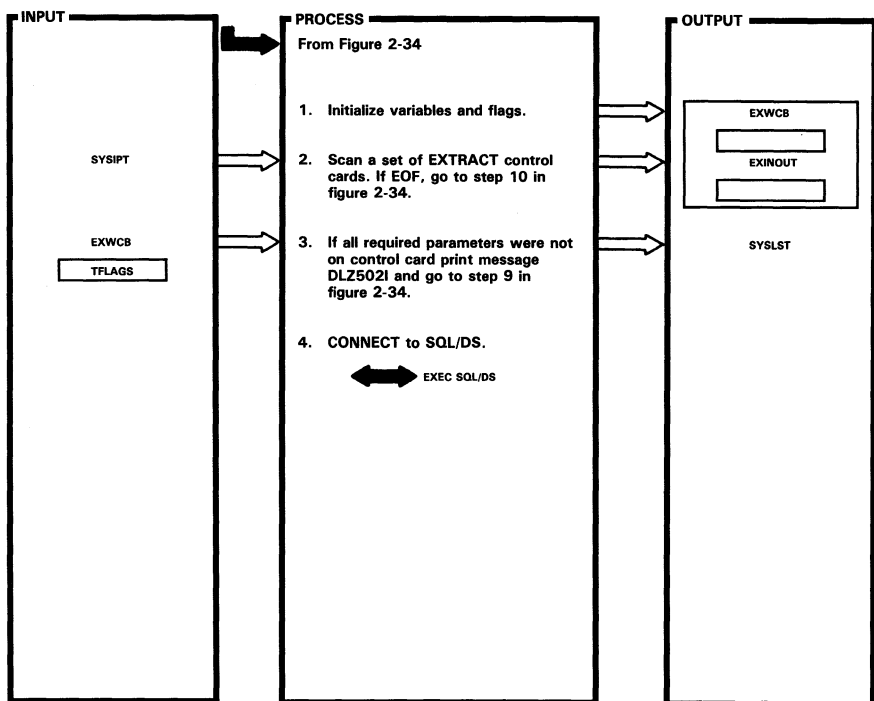 INPUT
PROCESS
OUTPUT
From Figure 2-34
1. Initialize variables and flags.
EXWCB
SYSIPT
2. Scan a set of EXTRACT control
cards. If EOF, go to step 10 in
figure 2-34.
EXINOUT
EXWCB
TFLAGS
3. If all required parameters were not
on control card print message
DLZ502I and go to step 9 in
figure 2-34.
SYSLST
4. CONNECT to SQL/DS.
EXEC SQL/DS